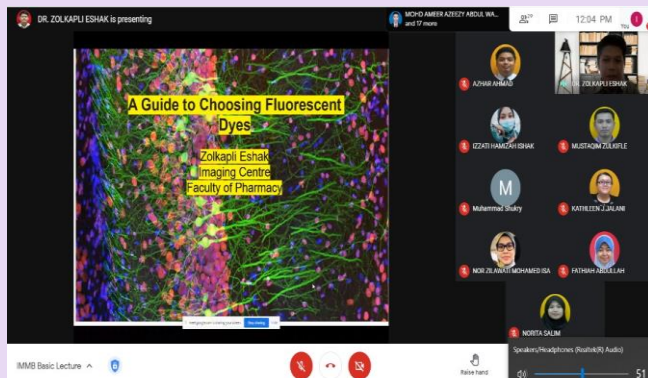 DR. ZOLKAPLI ESHAK is presenting
MOHD AMEER AZEEZY ABDUL WA...
and 17 more
12:04 PM
You
A Guide to Choosing Fluorescent
Dyes
Zolkapli Eshak
Imaging Centre
Faculty of Pharmacy
AZHAR AHMAD
DR. ZOLKAPLI ESHAK
IZZATI HAMIZAH ISHAK
MUSTAQIM ZULKIFLE
M
Muhammad Shukry
KATHLEEN J.JALANI
NOR ZILAWATI MOHAMED ISA
FATHIAH ABDULLAH
NORITA SALIM
IMMB Basic Lecture
Raise hand
Speakers/Headphones (Realtek(R) Audio)
51